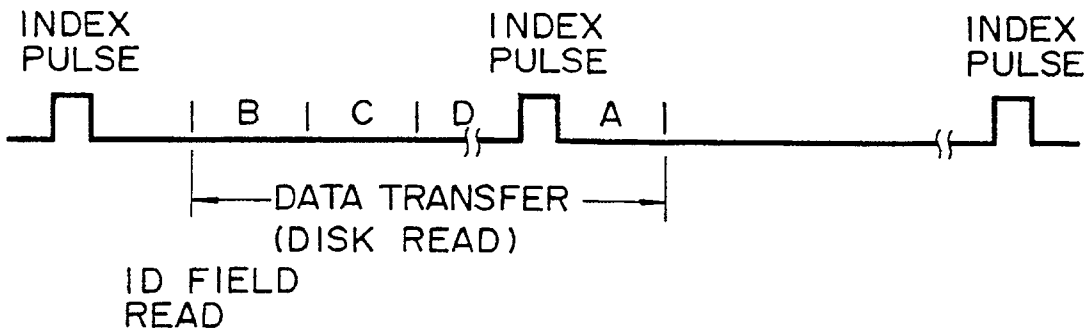 INDEX
PULSE
INDEX
PULSE
INDEX
PULSE
B
C
D
A
DATA TRANSFER
(DISK READ)
ID FIELD
READ